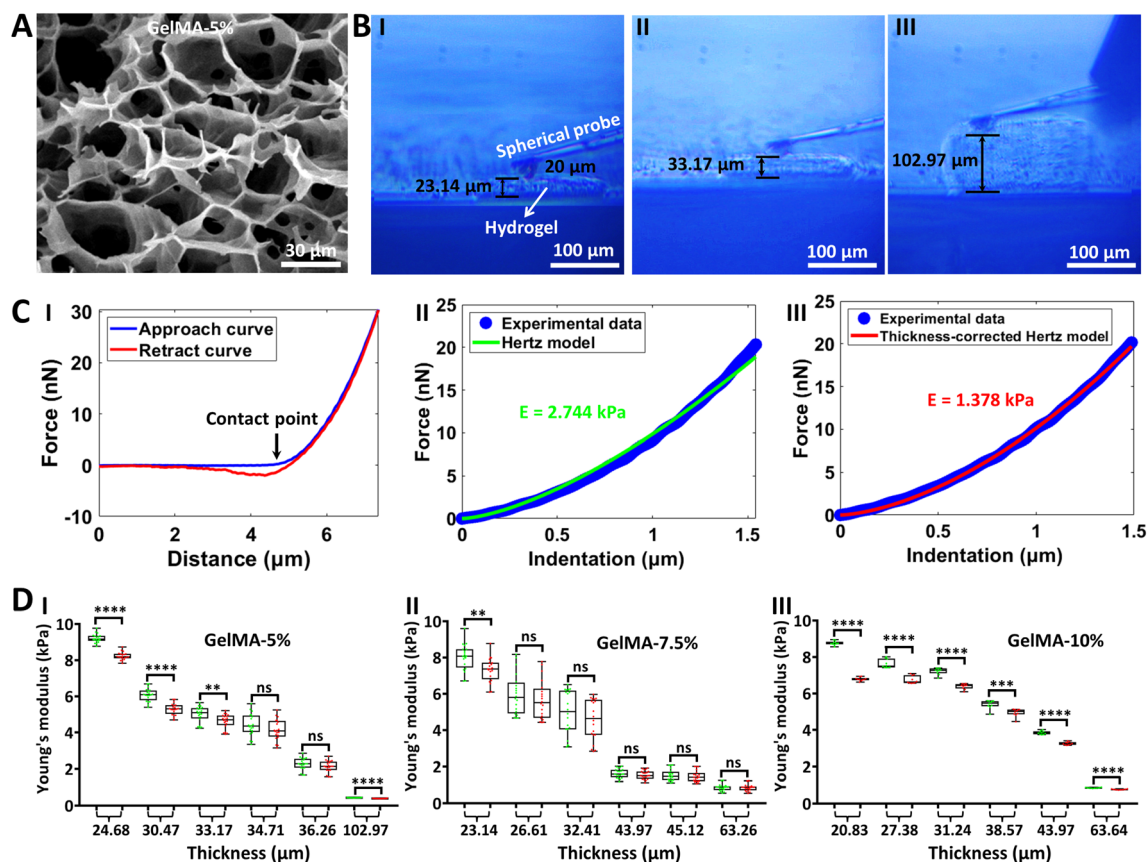 A
GelMA-5%
30 µm
B
I
Spherical probe
20 µm
23.14 µm
Hydrogel
100 µm
II
33.17 µm
100 µm
III
102.97 µm
100 µm
C
I
Force (nN)
30
20
10
0
-10
Approach curve
Retract curve
Contact point
0 2 4 6
Distance (µm)
II
Force (nN)
25
20
15
10
5
0
Experimental data
Hertz model
E = 2.744 kPa
0 0.5 1 1.5
Indentation (µm)
III
Force (nN)
25
20
15
10
5
0
Experimental data
Thickness-corrected Hertz model
E = 1.378 kPa
0 0.5 1 1.5
Indentation (µm)
D
I
Young's modulus (kPa)
10
8
6
4
2
0
GelMA-5%
**** **** ** ns ns ****
24.68 30.47 33.17 34.71 36.26 102.97
Thickness (µm)
II
10
8
6
4
2
0
GelMA-7.5%
** ns ns ns ns ns
23.14 26.61 32.41 43.97 45.12 63.26
Thickness (µm)
III
10
8
6
4
2
0
GelMA-10%
**** **** **** *** **** ****
20.83 27.38 31.24 38.57 43.97 63.64
Thickness (µm)